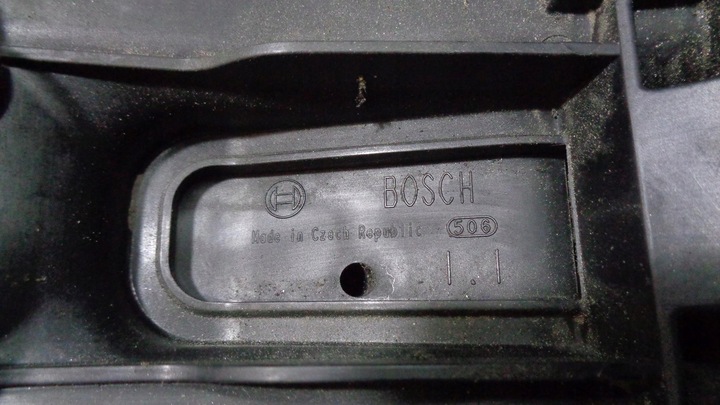 BOSCH
Made in Czech Republic 506
1.1